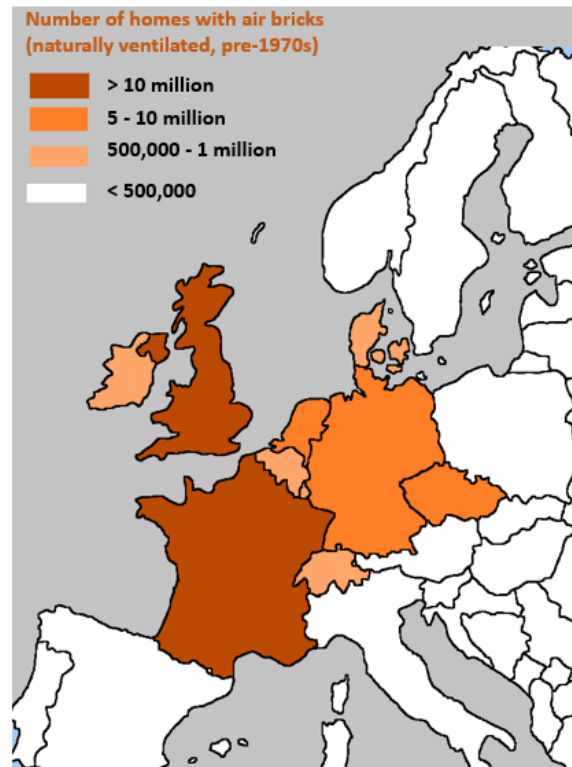 Number of homes with air bricks
(naturally ventilated, pre-1970s)
> 10 million
5 - 10 million
500,000 - 1 million
< 500,000